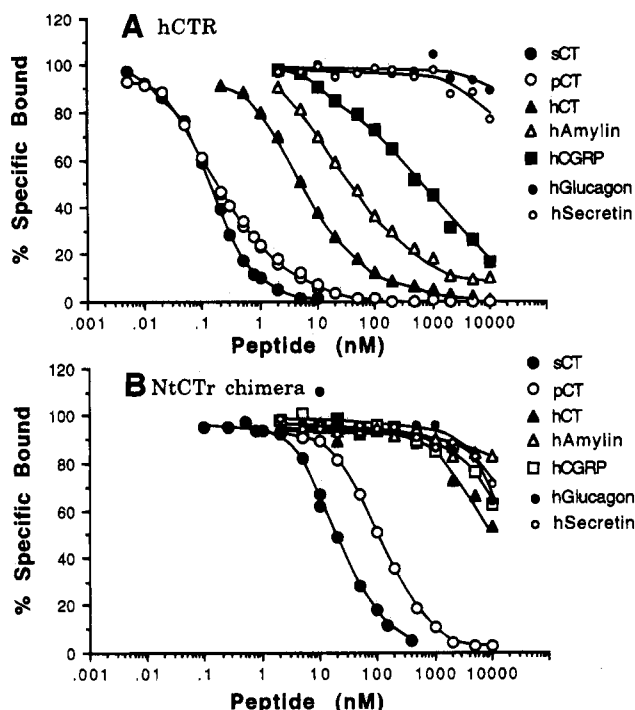 A hCTR
120
100
80
60
40
20
0
% Specific Bound
.001 .01 .1 1 10 100 1000 10000
Peptide (nM)
sCT
pCT
hCT
hAmylin
hCGRP
hGlucagon
hSecretin
B NtCTr chimera
120
100
80
60
40
20
0
% Specific Bound
.001 .01 .1 1 10 100 1000 10000
Peptide (nM)
sCT
pCT
hCT
hAmylin
hCGRP
hGlucagon
hSecretin